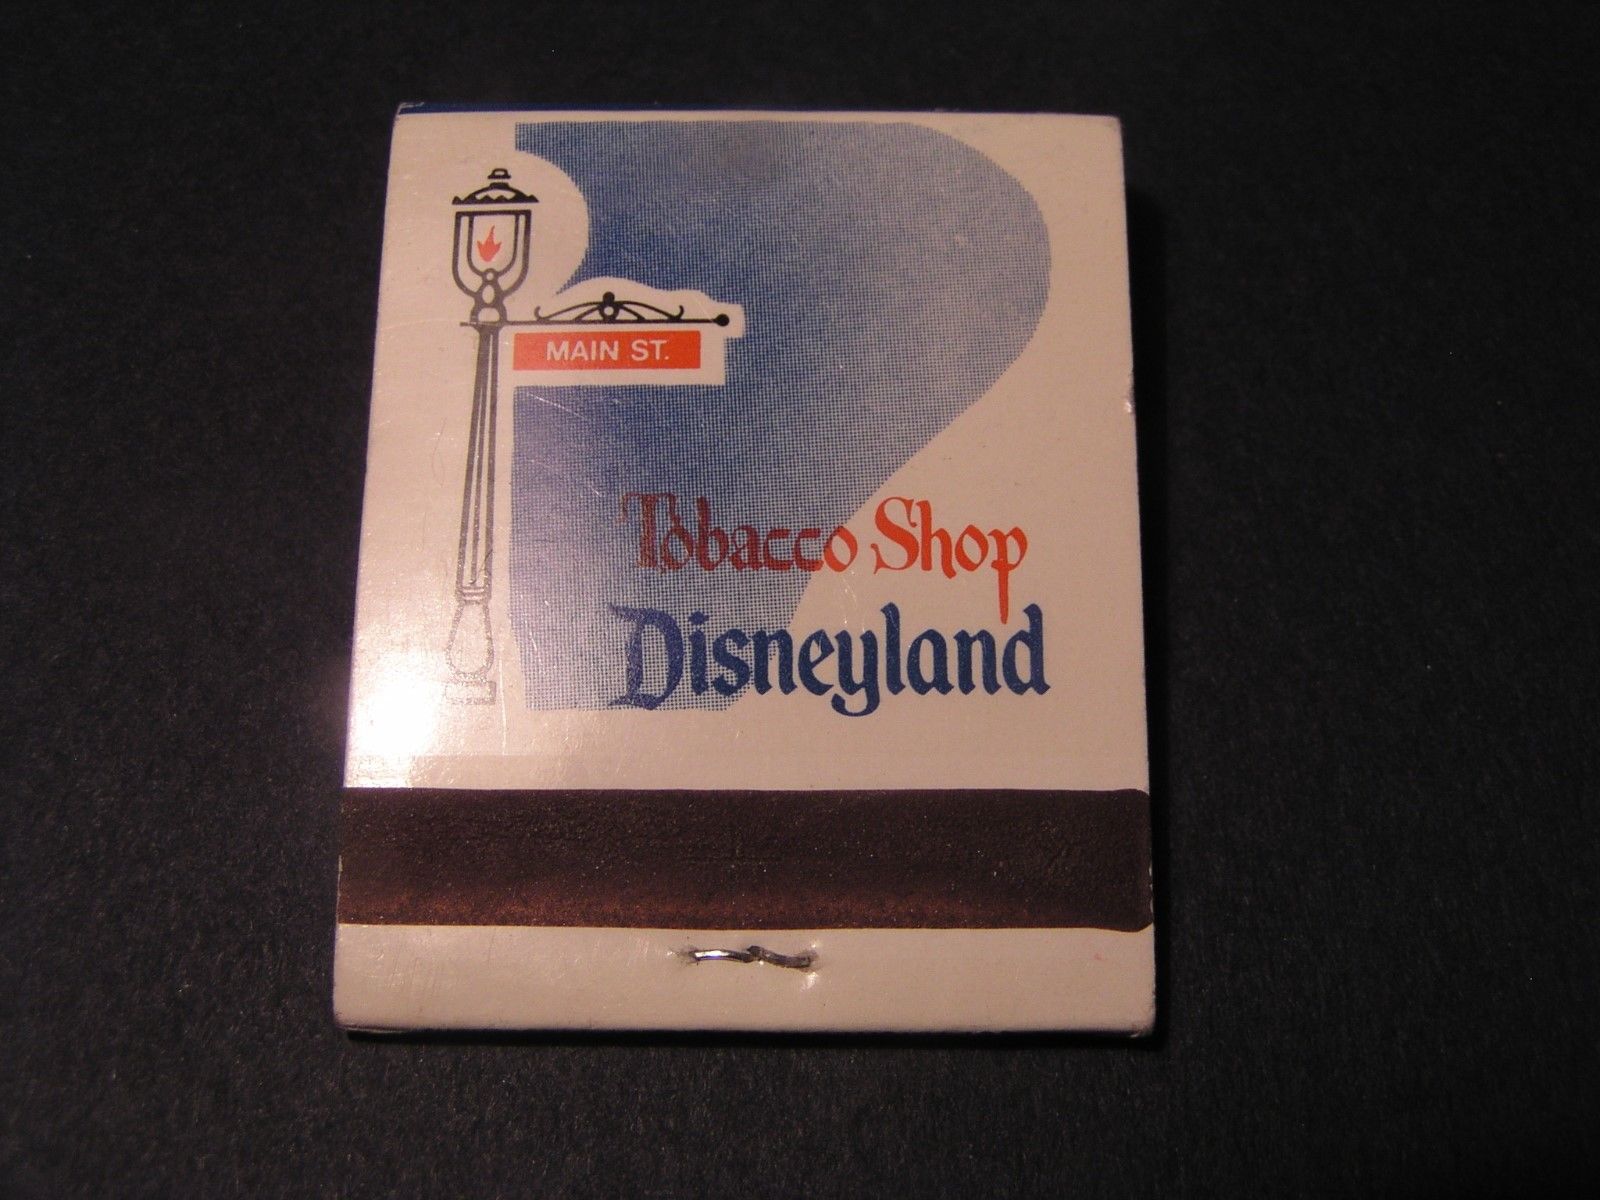 MAIN ST.
Tobacco Shop
Disneyland